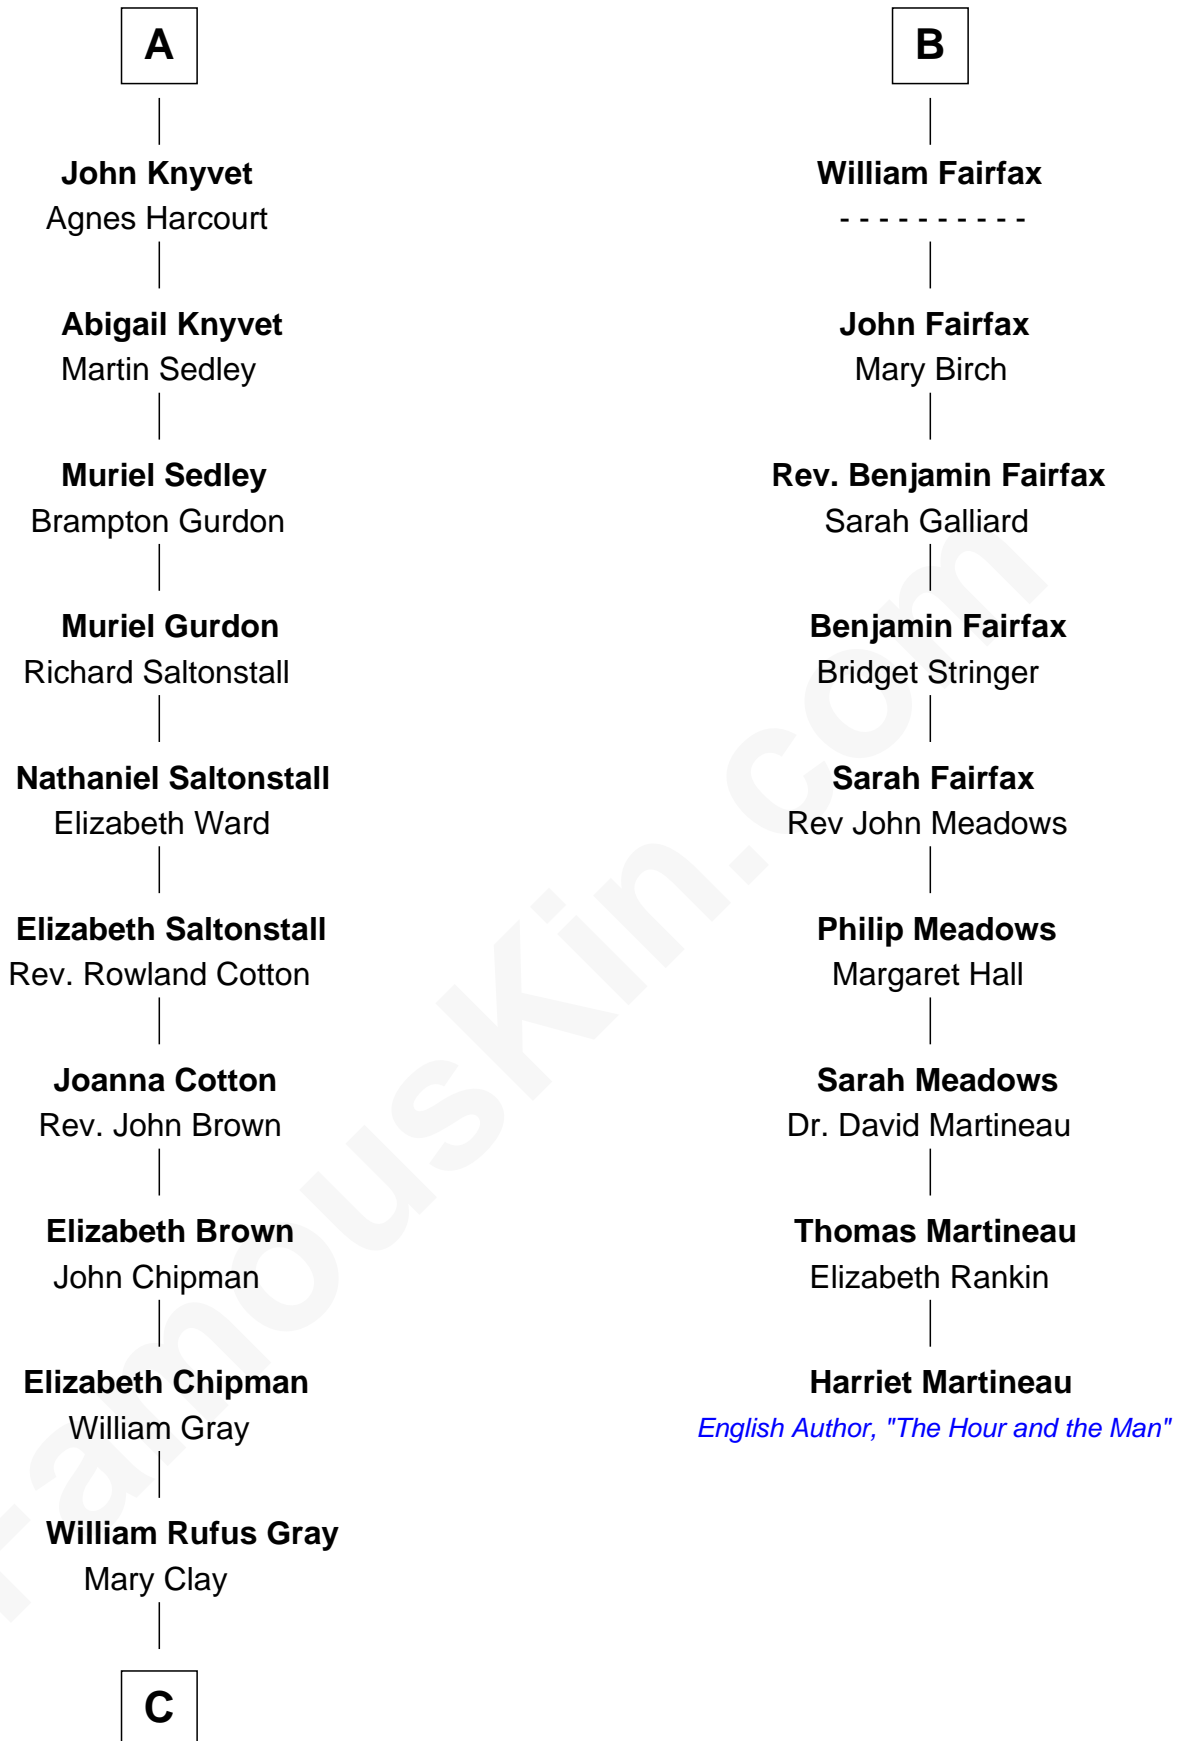 A
John Knyvet
Agnes Harcourt
Abigail Knyvet
Martin Sedley
Muriel Sedley
Brampton Gurdon
Muriel Gurdon
Richard Saltonstall
Nathaniel Saltonstall
Elizabeth Ward
Elizabeth Saltonstall
Rev. Rowland Cotton
Joanna Cotton
Rev. John Brown
Elizabeth Brown
John Chipman
Elizabeth Chipman
William Gray
William Rufus Gray
Mary Clay
C
B
William Fairfax
- - - - - - - - - -
John Fairfax
Mary Birch
Rev. Benjamin Fairfax
Sarah Galliard
Benjamin Fairfax
Bridget Stringer
Sarah Fairfax
Rev John Meadows
Philip Meadows
Margaret Hall
Sarah Meadows
Dr. David Martineau
Thomas Martineau
Elizabeth Rankin
Harriet Martineau
English Author, "The Hour and the Man"
FamousKin.com